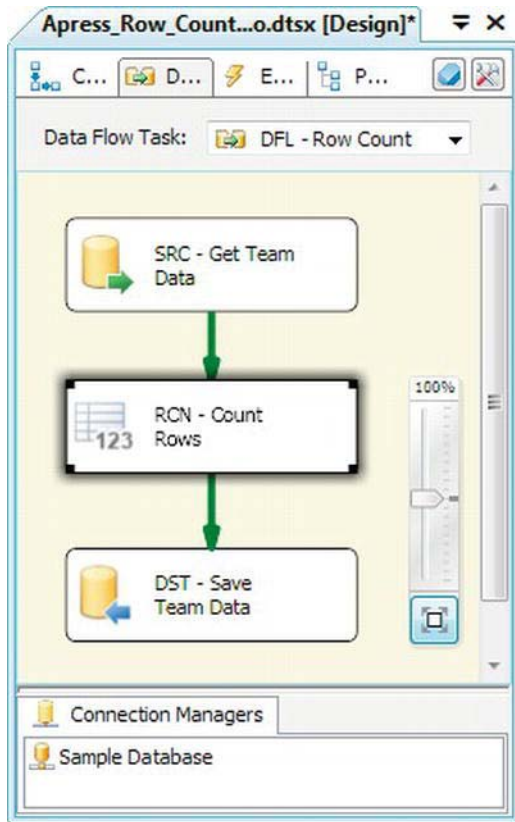 Apress_Row_Count...o.dtsx [Design]*
C... D... E... P...
Data Flow Task: DFL - Row Count
SRC - Get Team
Data
100%
RCN - Count
Rows
123
DST - Save
Team Data
Connection Managers
Sample Database